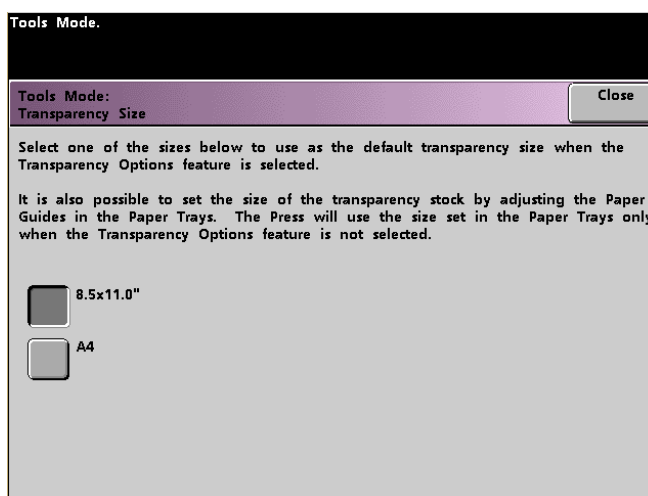 Tools Mode.
Tools Mode:
Transparency Size
Close
Select one of the sizes below to use as the default transparency size when the
Transparency Options feature is selected.
It is also possible to set the size of the transparency stock by adjusting the Paper
Guides in the Paper Trays. The Press will use the size set in the Paper Trays only
when the Transparency Options feature is not selected.
8.5x11.0"
A4